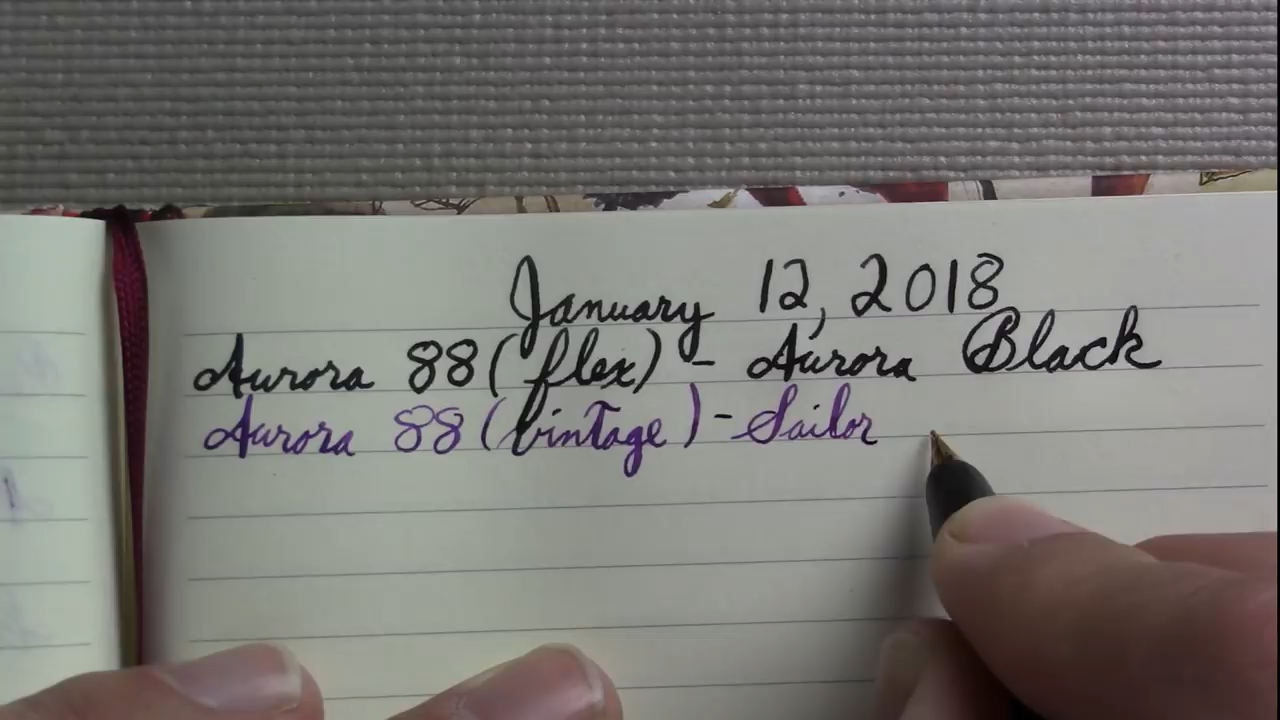 January 12, 2018
Aurora 88 (flex) - Aurora Black
Aurora 88 (vintage) - Sailor